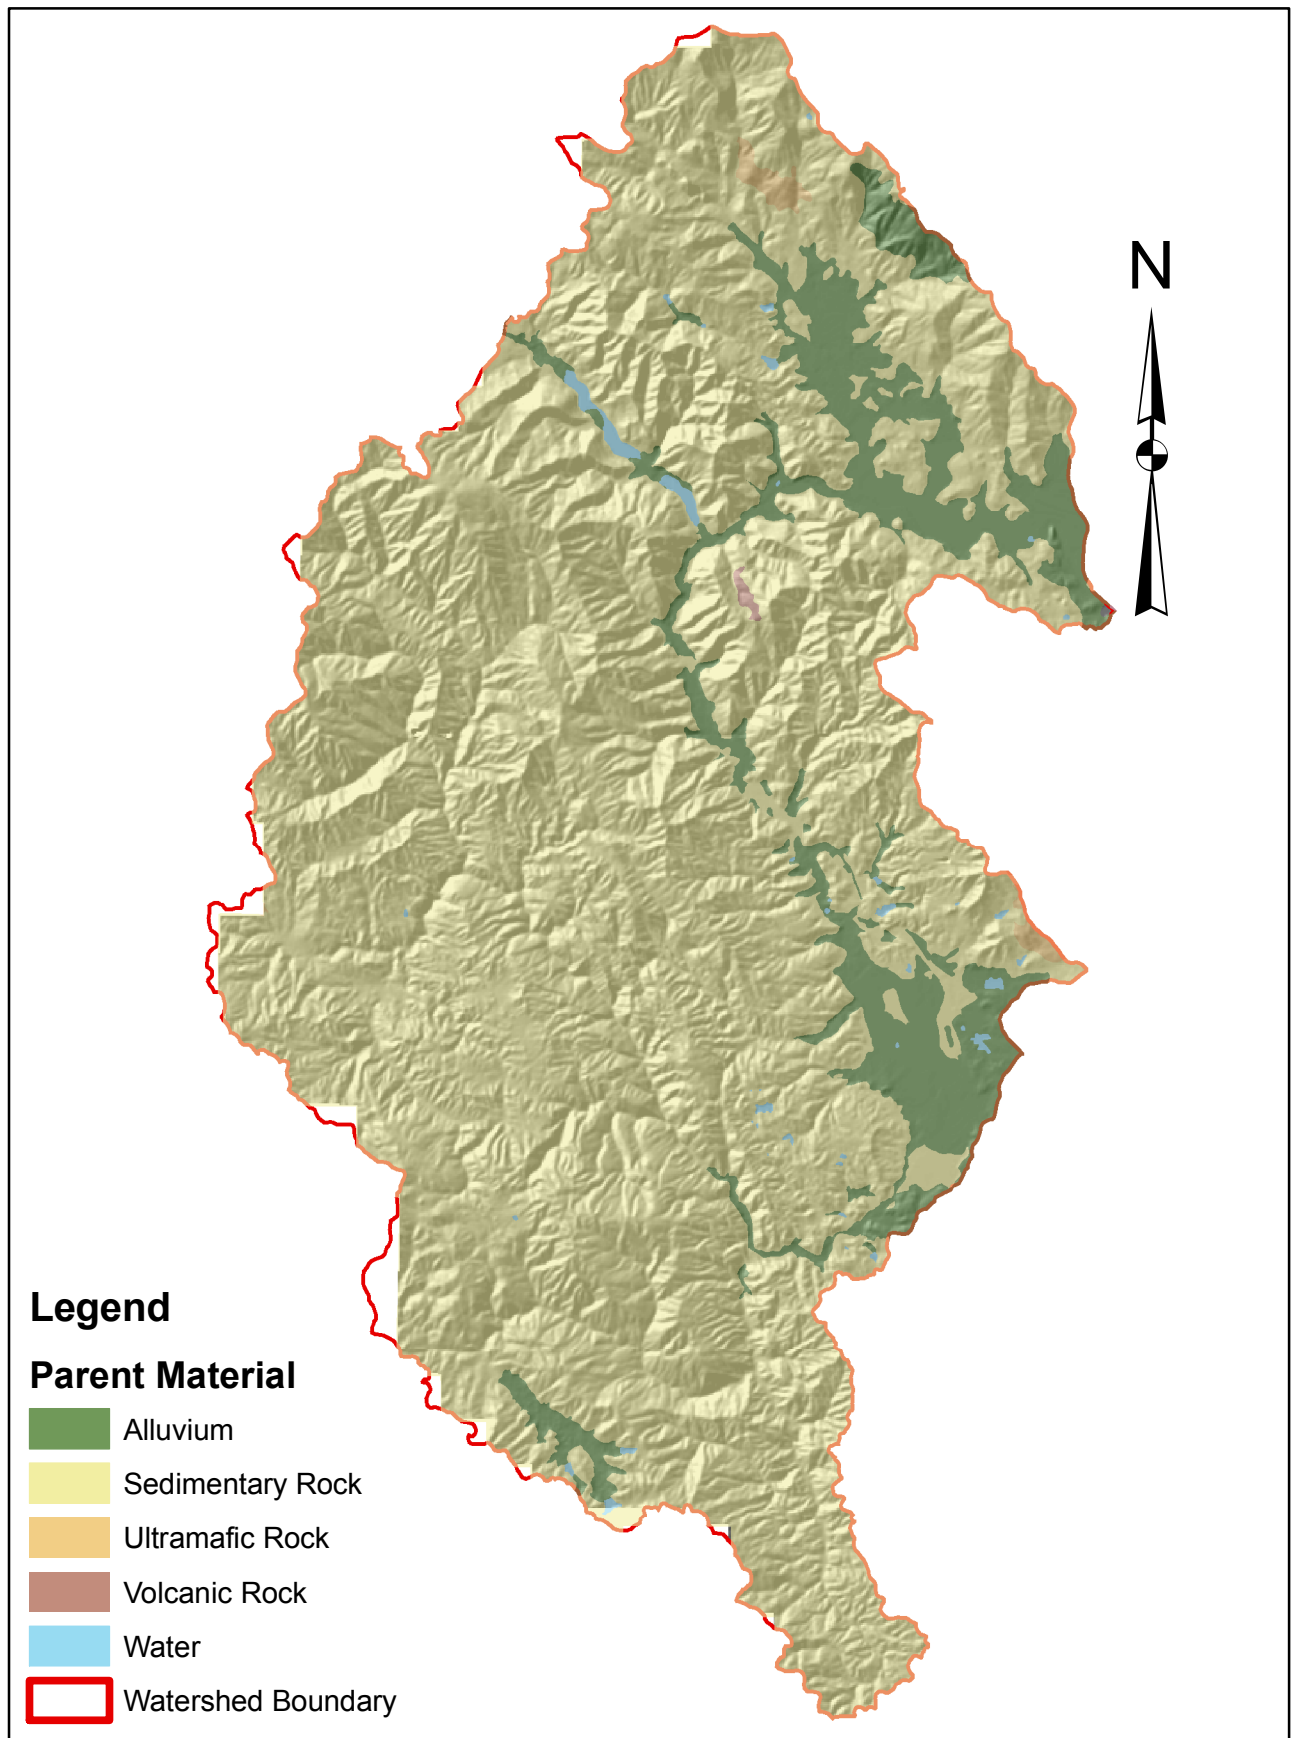 N
Legend
Parent Material
Alluvium
Sedimentary Rock
Ultramafic Rock
Volcanic Rock
Water
Watershed Boundary